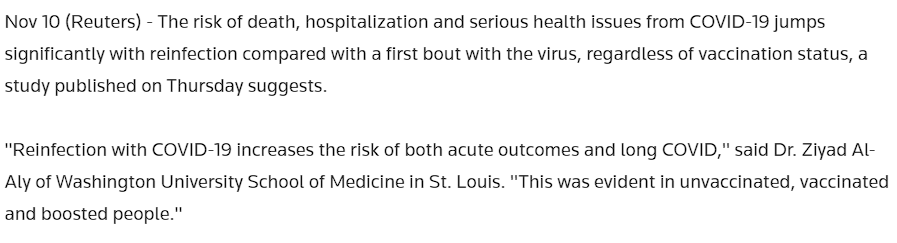 Nov 10 (Reuters) - The risk of death, hospitalization and serious health issues from COVID-19 jumps
significantly with reinfection compared with a first bout with the virus, regardless of vaccination status, a
study published on Thursday suggests.
"Reinfection with COVID-19 increases the risk of both acute outcomes and long COVID," said Dr. Ziyad Al-
Aly of Washington University School of Medicine in St. Louis. "This was evident in unvaccinated, vaccinated
and boosted people."